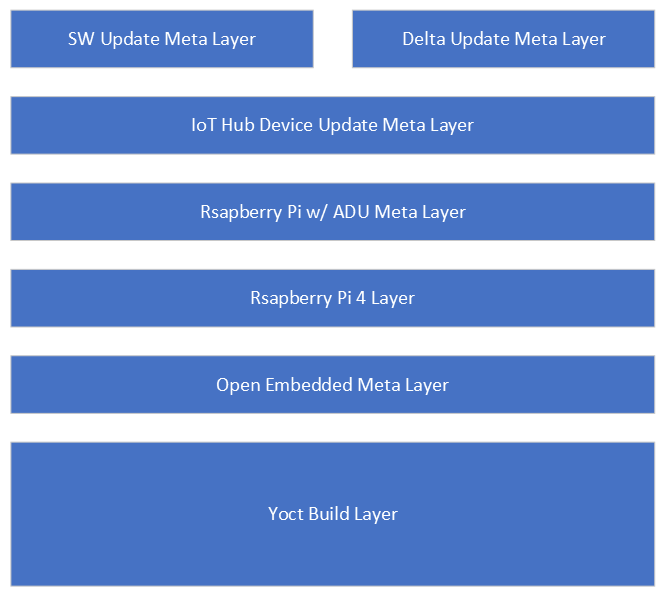 SW Update Meta Layer
Delta Update Meta Layer
IoT Hub Device Update Meta Layer
Rsapberry Pi w/ ADU Meta Layer
Rsapberry Pi 4 Layer
Open Embedded Meta Layer
Yoct Build Layer